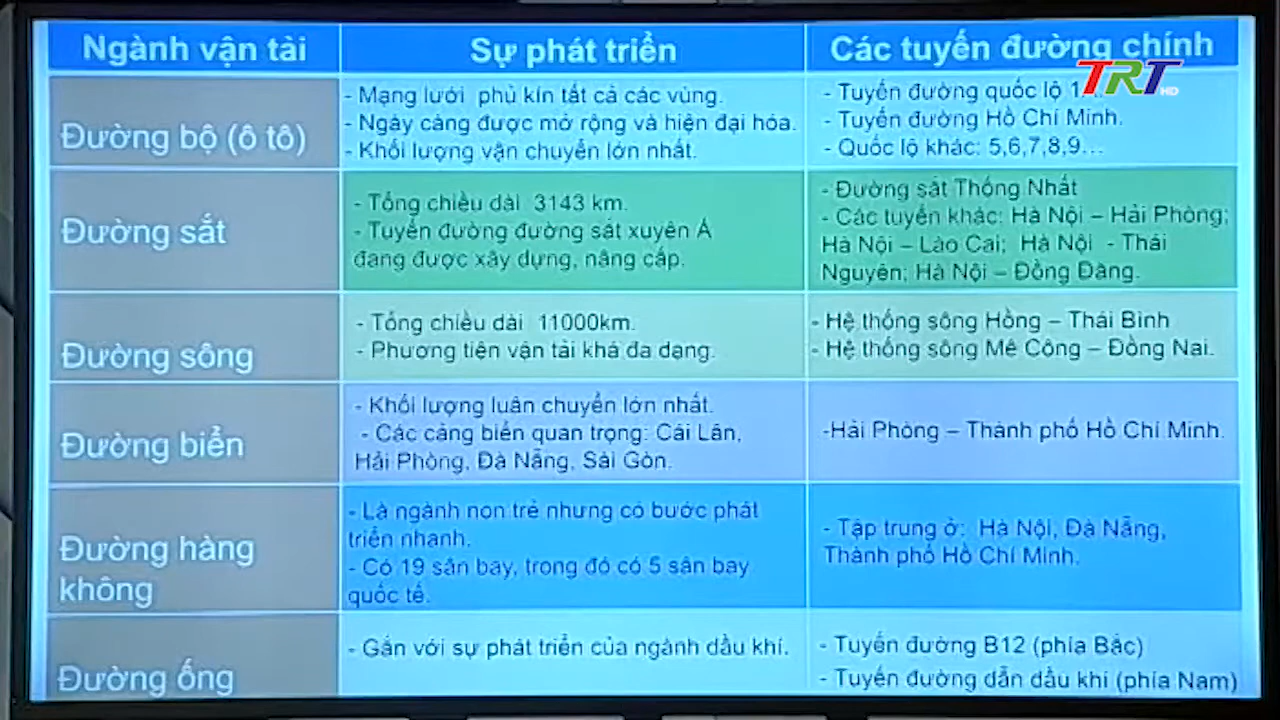 Ngành vận tải
Sự phát triển
Các tuyến đường chính
TRT HD
Đường bộ (ô tô)
- Mạng lưới phủ kín tất cả các vùng.
- Ngày càng được mở rộng và hiện đại hóa.
- Khối lượng vận chuyển lớn nhất.
- Tuyến đường quốc lộ
- Tuyến đường Hồ Chí Minh.
- Quốc lộ khác: 5,6,7,8,9...
Đường sắt
- Tổng chiều dài 3143 km.
- Tuyến đường đường sắt xuyên Á
đang được xây dựng, nâng cấp.
- Đường sắt Thống Nhất
- Các tuyến khác: Hà Nội – Hải Phòng;
Hà Nội – Lào Cai; Hà Nội - Thái
Nguyên; Hà Nội – Đồng Đăng.
Đường sông
- Tổng chiều dài 11000km.
- Phương tiện vận tải khá đa dạng.
- Hệ thống sông Hồng – Thái Bình
- Hệ thống sông Mê Công – Đồng Nai.
Đường biển
- Khối lượng luân chuyển lớn nhất.
- Các cảng biển quan trọng: Cái Lân,
Hải Phòng, Đà Nẵng, Sài Gòn.
-Hải Phòng – Thành phố Hồ Chí Minh.
Đường hàng
không
- Là ngành non trẻ nhưng có bước phát
triển nhanh.
- Có 19 sân bay, trong đó có 5 sân bay
quốc tế.
- Tập trung ở: Hà Nội, Đà Nẵng,
Thành phố Hồ Chí Minh.
Đường ống
- Gắn với sự phát triển của ngành dầu khí.
- Tuyến đường B12 (phía Bắc)
- Tuyến đường dẫn dầu khí (phía Nam)